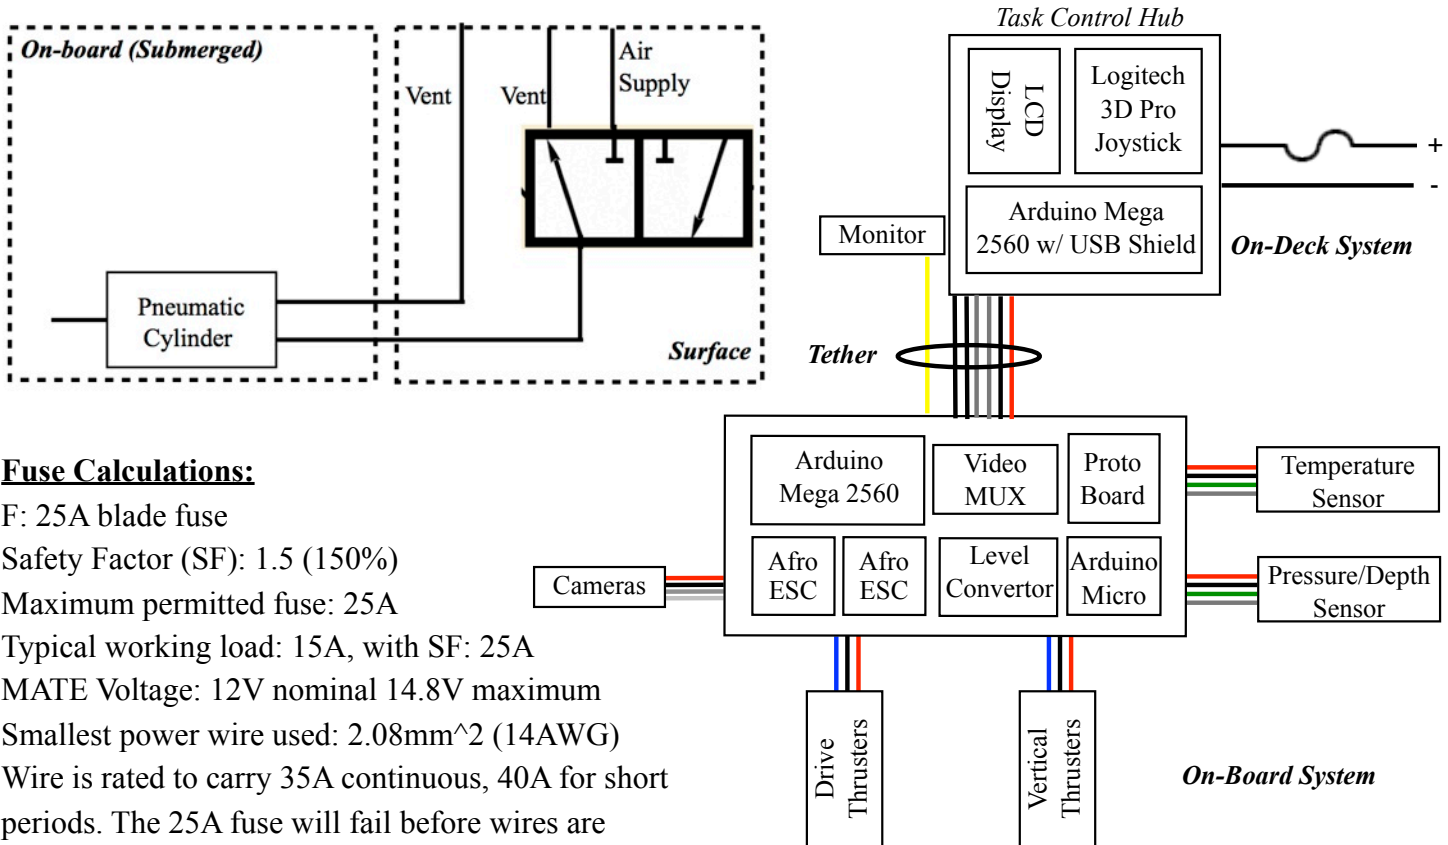 On-board (Submerged)
Vent
Vent
Air
Supply
Pneumatic
Cylinder
Surface
Task Control Hub
LCD
Display
Logitech
3D Pro
Joystick
+
-
Arduino Mega
2560 w/ USB Shield
On-Deck System
Monitor
Tether
Arduino
Mega 2560
Video
MUX
Proto
Board
Temperature
Sensor
Afro
ESC
Afro
ESC
Level
Convertor
Arduino
Micro
Cameras
Pressure/Depth
Sensor
Drive
Thrusters
Vertical
Thrusters
On-Board System
Fuse Calculations:
F: 25A blade fuse
Safety Factor (SF): 1.5 (150%)
Maximum permitted fuse: 25A
Typical working load: 15A, with SF: 25A
MATE Voltage: 12V nominal 14.8V maximum
Smallest power wire used: 2.08mm^2 (14AWG)
Wire is rated to carry 35A continuous, 40A for short
periods. The 25A fuse will fail before wires are